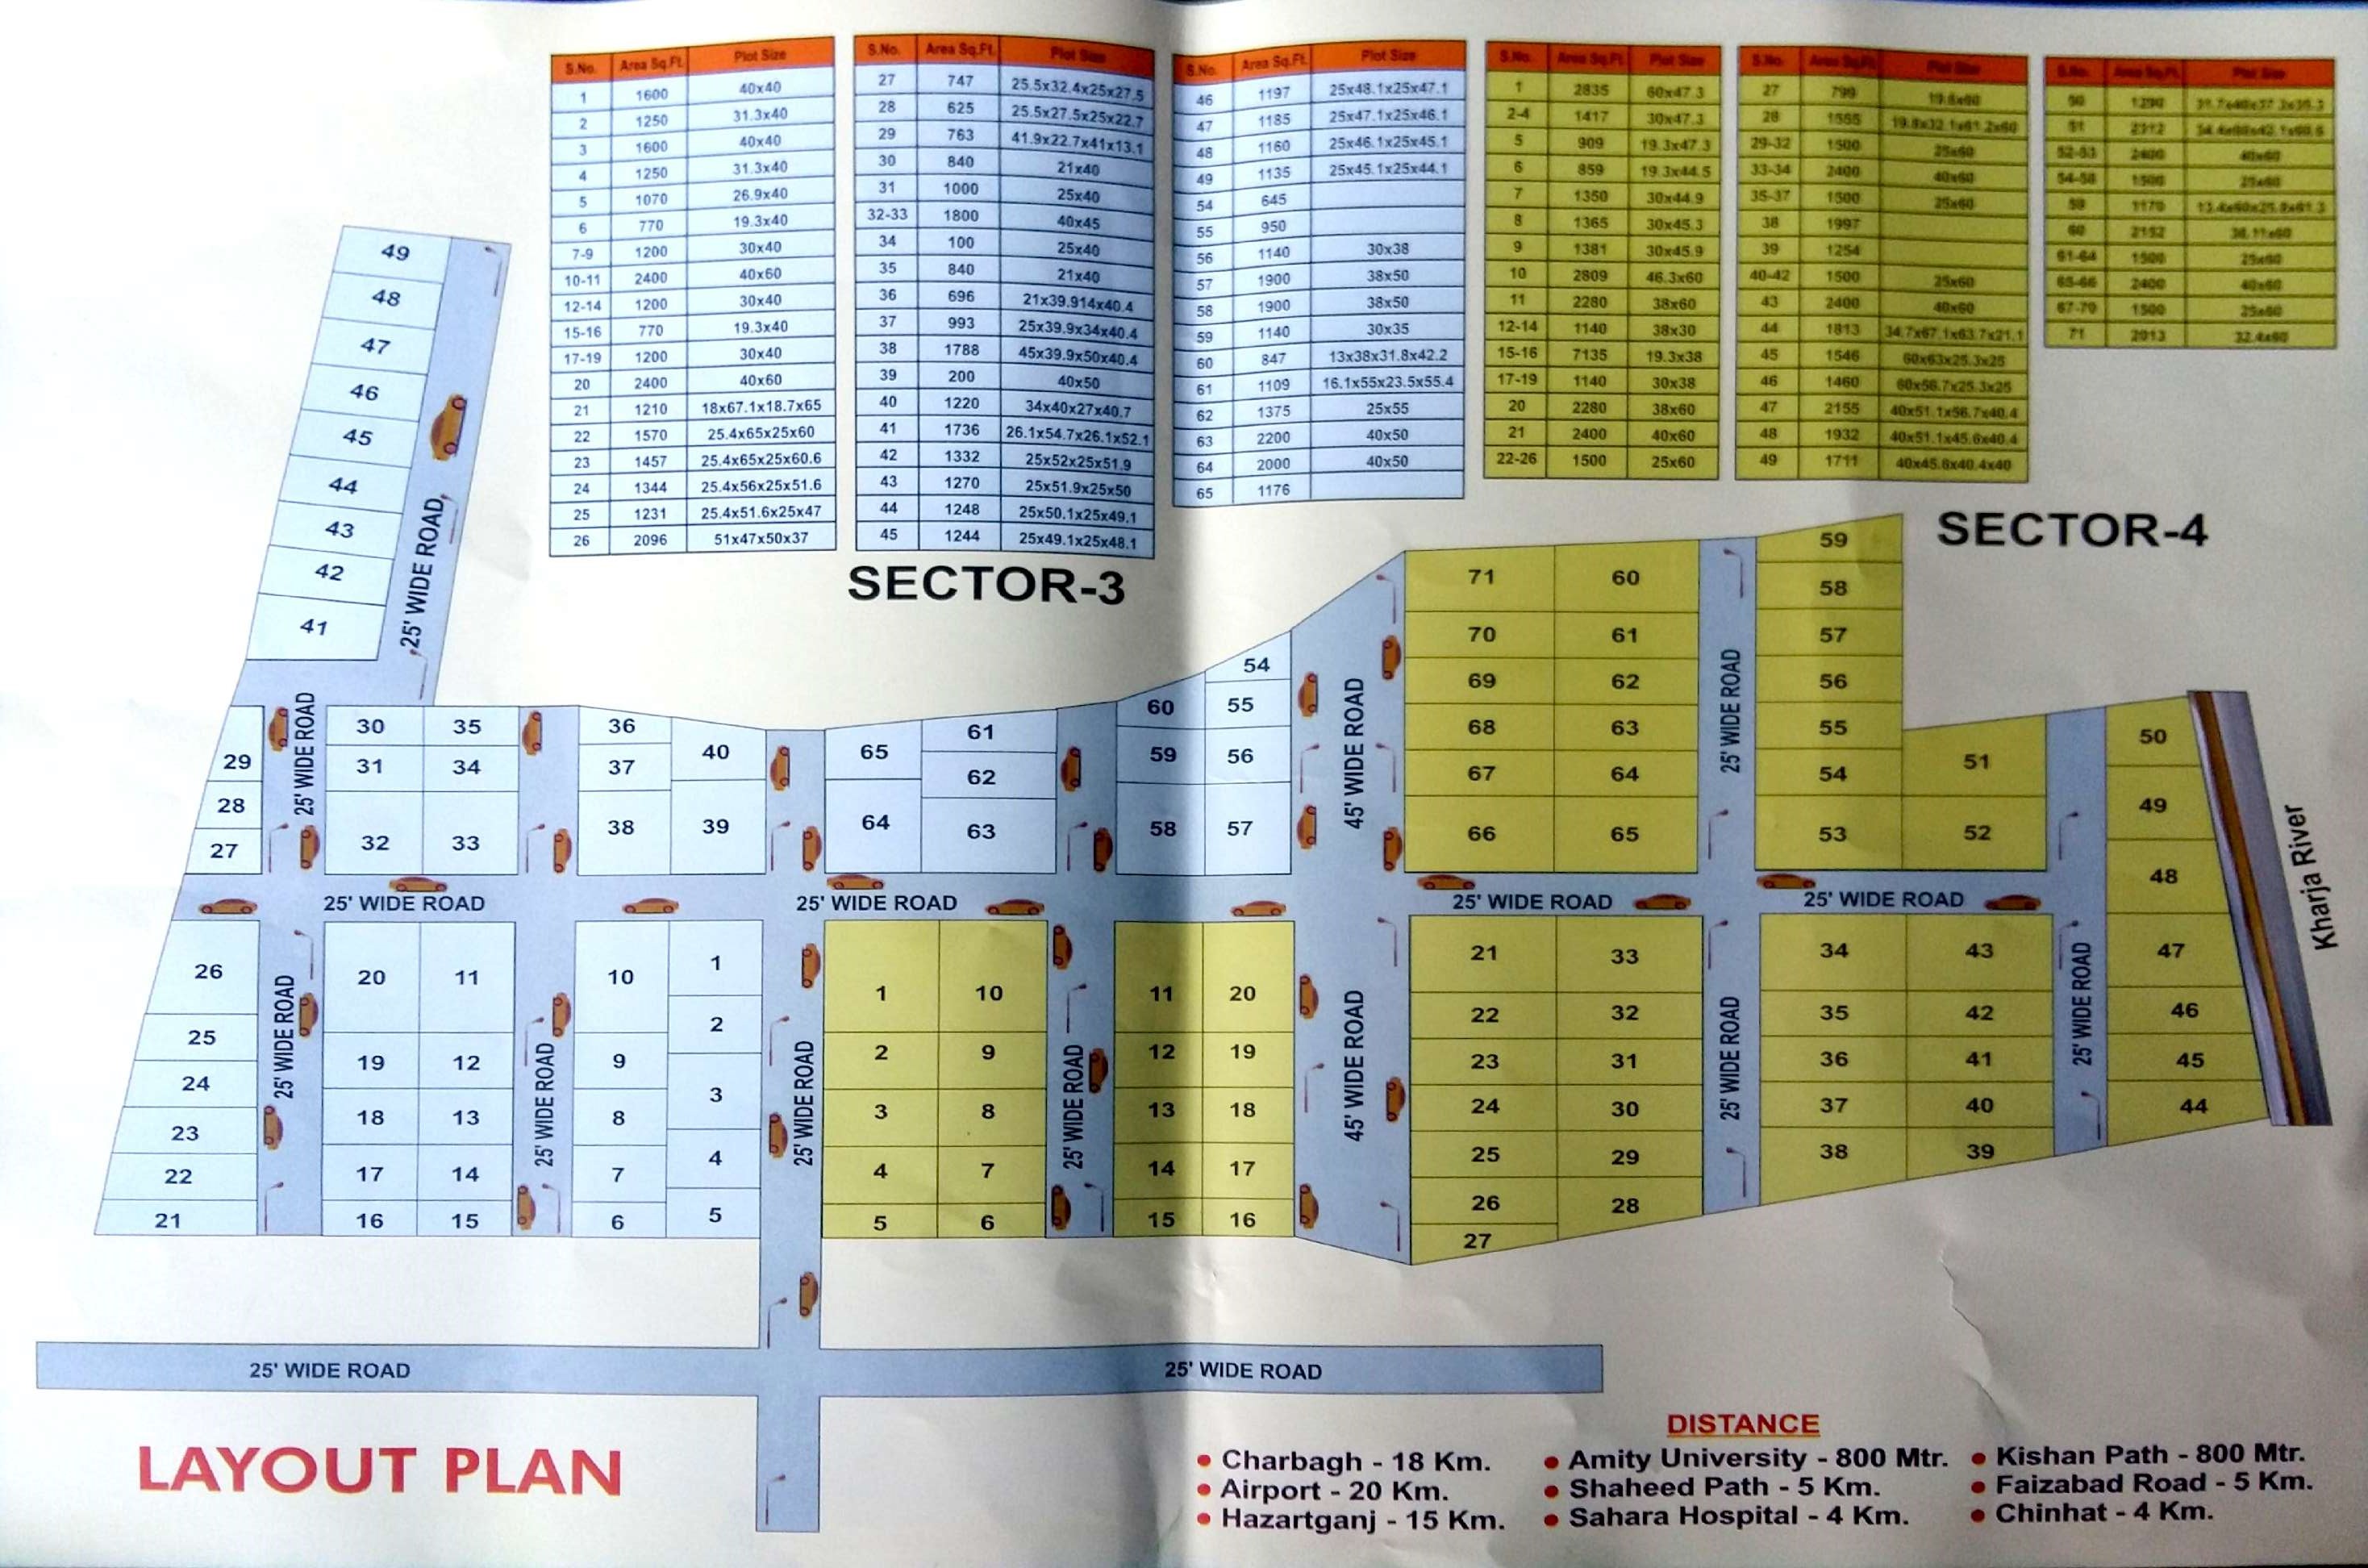 S.No. Area Sq.Ft. Plot Size
1 1600 40x40
2 1250 31.3x40
3 1600 40x40
4 1250 31.3x40
5 1070 26.9x40
6 770 19.3x40
7-9 1200 30x40
10-11 2400 40x60
12-14 1200 30x40
15-16 770 19.3x40
17-19 1200 30x40
20 2400 40x60
21 1210 18x67.1x18.7x65
22 1570 25.4x65x25x60
23 1457 25.4x65x25x60.6
24 1344 25.4x56x25x51.6
25 1231 25.4x51.6x25x47
26 2096 51x47x50x37
S.No. Area Sq.Ft. Plot Size
27 747 25.5x32.4x25x27.5
28 625 25.5x27.5x25x22.7
29 763 41.9x22.7x41x13.1
30 840 21x40
31 1000 25x40
32-33 1800 40x45
34 100 25x40
35 840 21x40
36 696 21x39.914x40.4
37 993 25x39.9x34x40.4
38 1788 45x39.9x50x40.4
39 200 40x50
40 1220 34x40x27x40.7
41 1736 26.1x54.7x26.1x52.1
42 1332 25x52x25x51.9
43 1270 25x51.9x25x50
44 1248 25x50.1x25x49.1
45 1244 25x49.1x25x48.1
S.No. Area Sq.Ft. Plot Size
46 1197 25x48.1x25x47.1
47 1185 25x47.1x25x46.1
48 1160 25x46.1x25x45.1
49 1135 25x45.1x25x44.1
54 645
55 950
56 1140 30x38
57 1900 38x50
58 1900 38x50
59 1140 30x35
60 847 13x38x31.8x42.2
61 1109 16.1x55x23.5x55.4
62 1375 25x55
63 2200 40x50
64 2000 40x50
65 1176
S.No. Area Sq.Ft. Plot Size
1 2835 60x47.3
2-4 1417 30x47.3
5 909 19.3x47.3
6 859 19.3x44.5
7 1350 30x44.9
8 1365 30x45.3
9 1381 30x45.9
10 2809 46.3x60
11 2280 38x60
12-14 1140 38x30
15-16 7135 19.3x38
17-19 1140 30x38
20 2280 38x60
21 2400 40x60
22-26 1500 25x60
S.No. Area Sq.Ft. Plot Size
27 799
28 1555
29-32 1500 25x60
33-34 2400 40x60
35-37 1500 25x60
38 1997
39 1254
40-42 1500 25x60
43 2400 40x60
44 1813 34.7x67.1x63.7x21.1
45 1546 60x63x25.3x25
46 1460 60x56.7x25.3x25
47 2155 40x51.1x56.7x40.4
48 1932 40x51.1x45.6x40.4
49 1711 40x45.6x40.4x40
S.No. Area Sq.Ft. Plot Size
50 1290
51 2312
52-53 2400 40x60
54-58 1500 25x60
59 1170
60 2152
61-64 1500 25x60
65-66 2400 40x60
67-70 1500 25x60
71 2013 32.4x60
SECTOR-3
SECTOR-4
49
48
47
46
45
44
43
42
41
25' WIDE ROAD
25' WIDE ROAD
29
28
27
30 35
31 34
32 33
36
37
38
40
39
65
64
61
62
63
60
59
58
54
55
56
57
45' WIDE ROAD
71 60
70 61
69 62
68 63
67 64
66 65
25' WIDE ROAD
59
58
57
56
55
54
53
51
52
50
49
48
47
46
45
44
Kharja River
25' WIDE ROAD
25' WIDE ROAD
25' WIDE ROAD
25' WIDE ROAD
26
25
24
23
22
21
25' WIDE ROAD
20 11
19 12
18 13
17 14
16 15
25' WIDE ROAD
10
9
8
7
6
1
2
3
4
5
25' WIDE ROAD
1 10
2 9
3 8
4 7
5 6
25' WIDE ROAD
11 20
12 19
13 18
14 17
15 16
45' WIDE ROAD
21 33
22 32
23 31
24 30
25 29
26 28
27
25' WIDE ROAD
34 43
35 42
36 41
37 40
38 39
25' WIDE ROAD
25' WIDE ROAD
25' WIDE ROAD
LAYOUT PLAN
DISTANCE
• Charbagh - 18 Km. • Amity University - 800 Mtr. • Kishan Path - 800 Mtr.
• Airport - 20 Km. • Shaheed Path - 5 Km. • Faizabad Road - 5 Km.
• Hazartganj - 15 Km. • Sahara Hospital - 4 Km. • Chinhat - 4 Km.